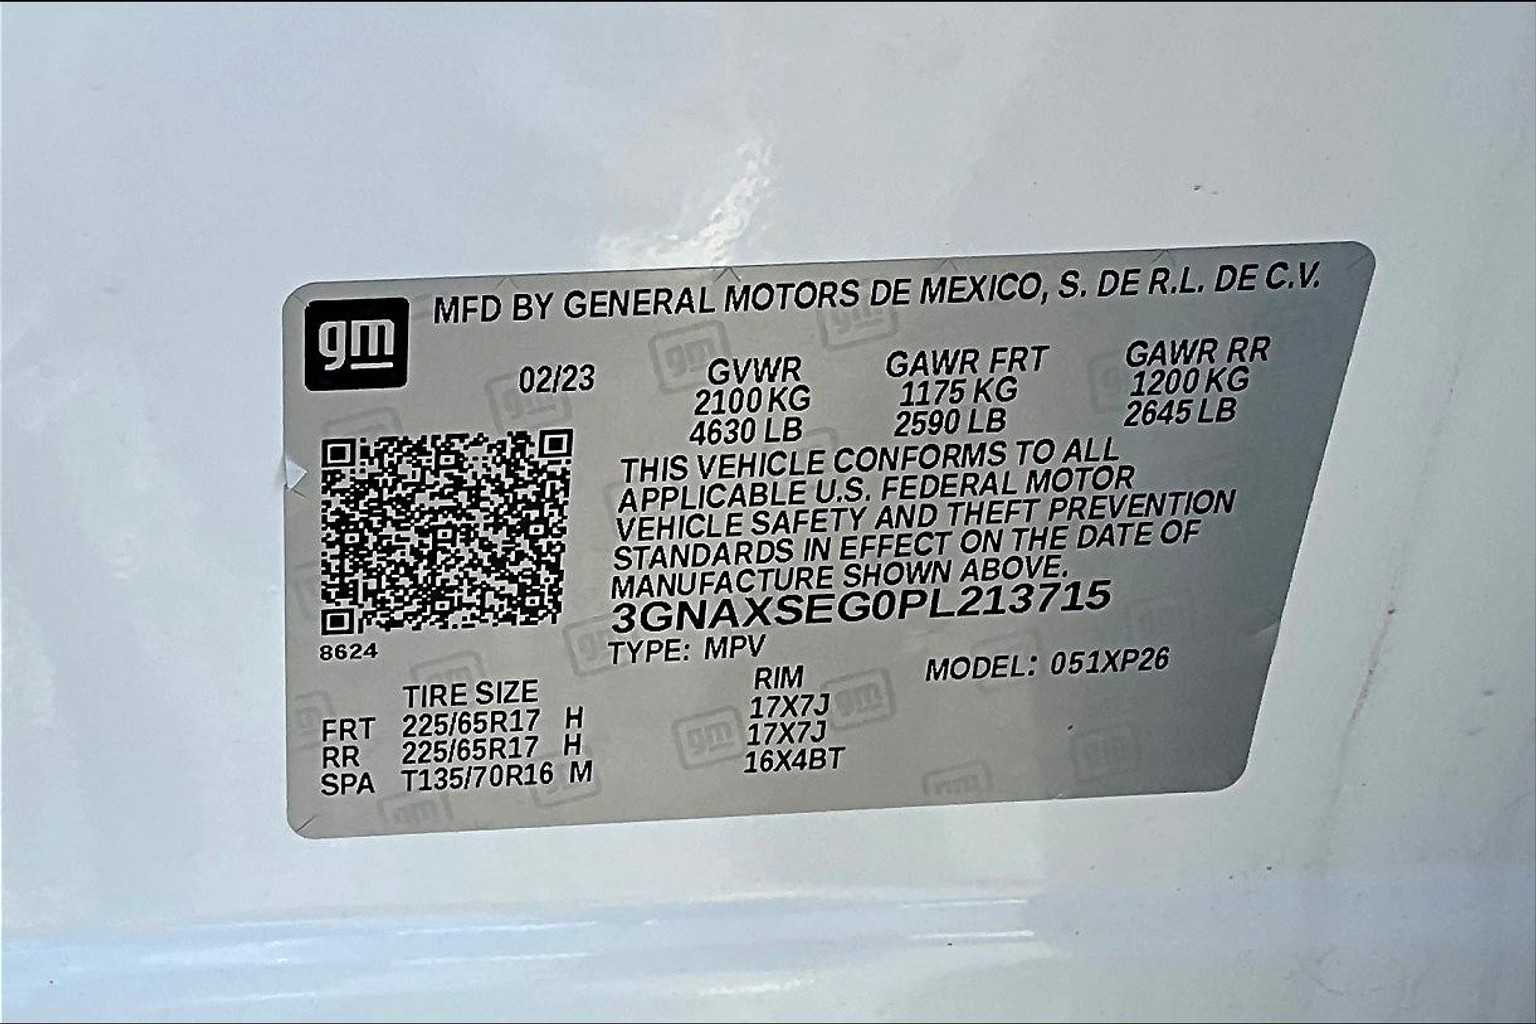 gm MFD BY GENERAL MOTORS DE MEXICO, S. DE R.L. DE C.V.
02/23 GVWR GAWR FRT GAWR RR
2100 KG 1175 KG 1200 KG
4630 LB 2590 LB 2645 LB
THIS VEHICLE CONFORMS TO ALL
APPLICABLE U.S. FEDERAL MOTOR
VEHICLE SAFETY AND THEFT PREVENTION
STANDARDS IN EFFECT ON THE DATE OF
MANUFACTURE SHOWN ABOVE.
3GNAXSEG0PL213715
8624
TYPE: MPV MODEL: 051XP26
TIRE SIZE RIM
FRT 225/65R17 H 17X7J
RR 225/65R17 H 17X7J
SPA T135/70R16 M 16X4BT